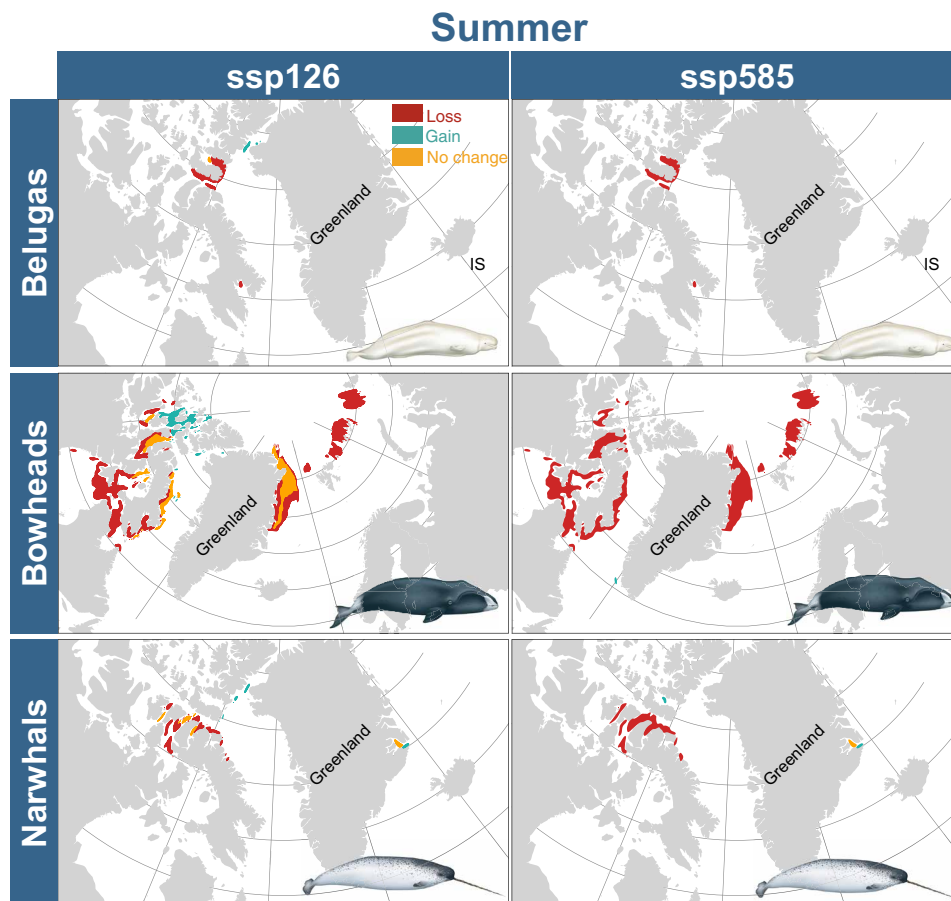 Summer
ssp126
ssp585
Belugas
Loss
Gain
No change
Greenland
IS
Greenland
IS
Bowheads
Greenland
Greenland
Narwhals
Greenland
Greenland